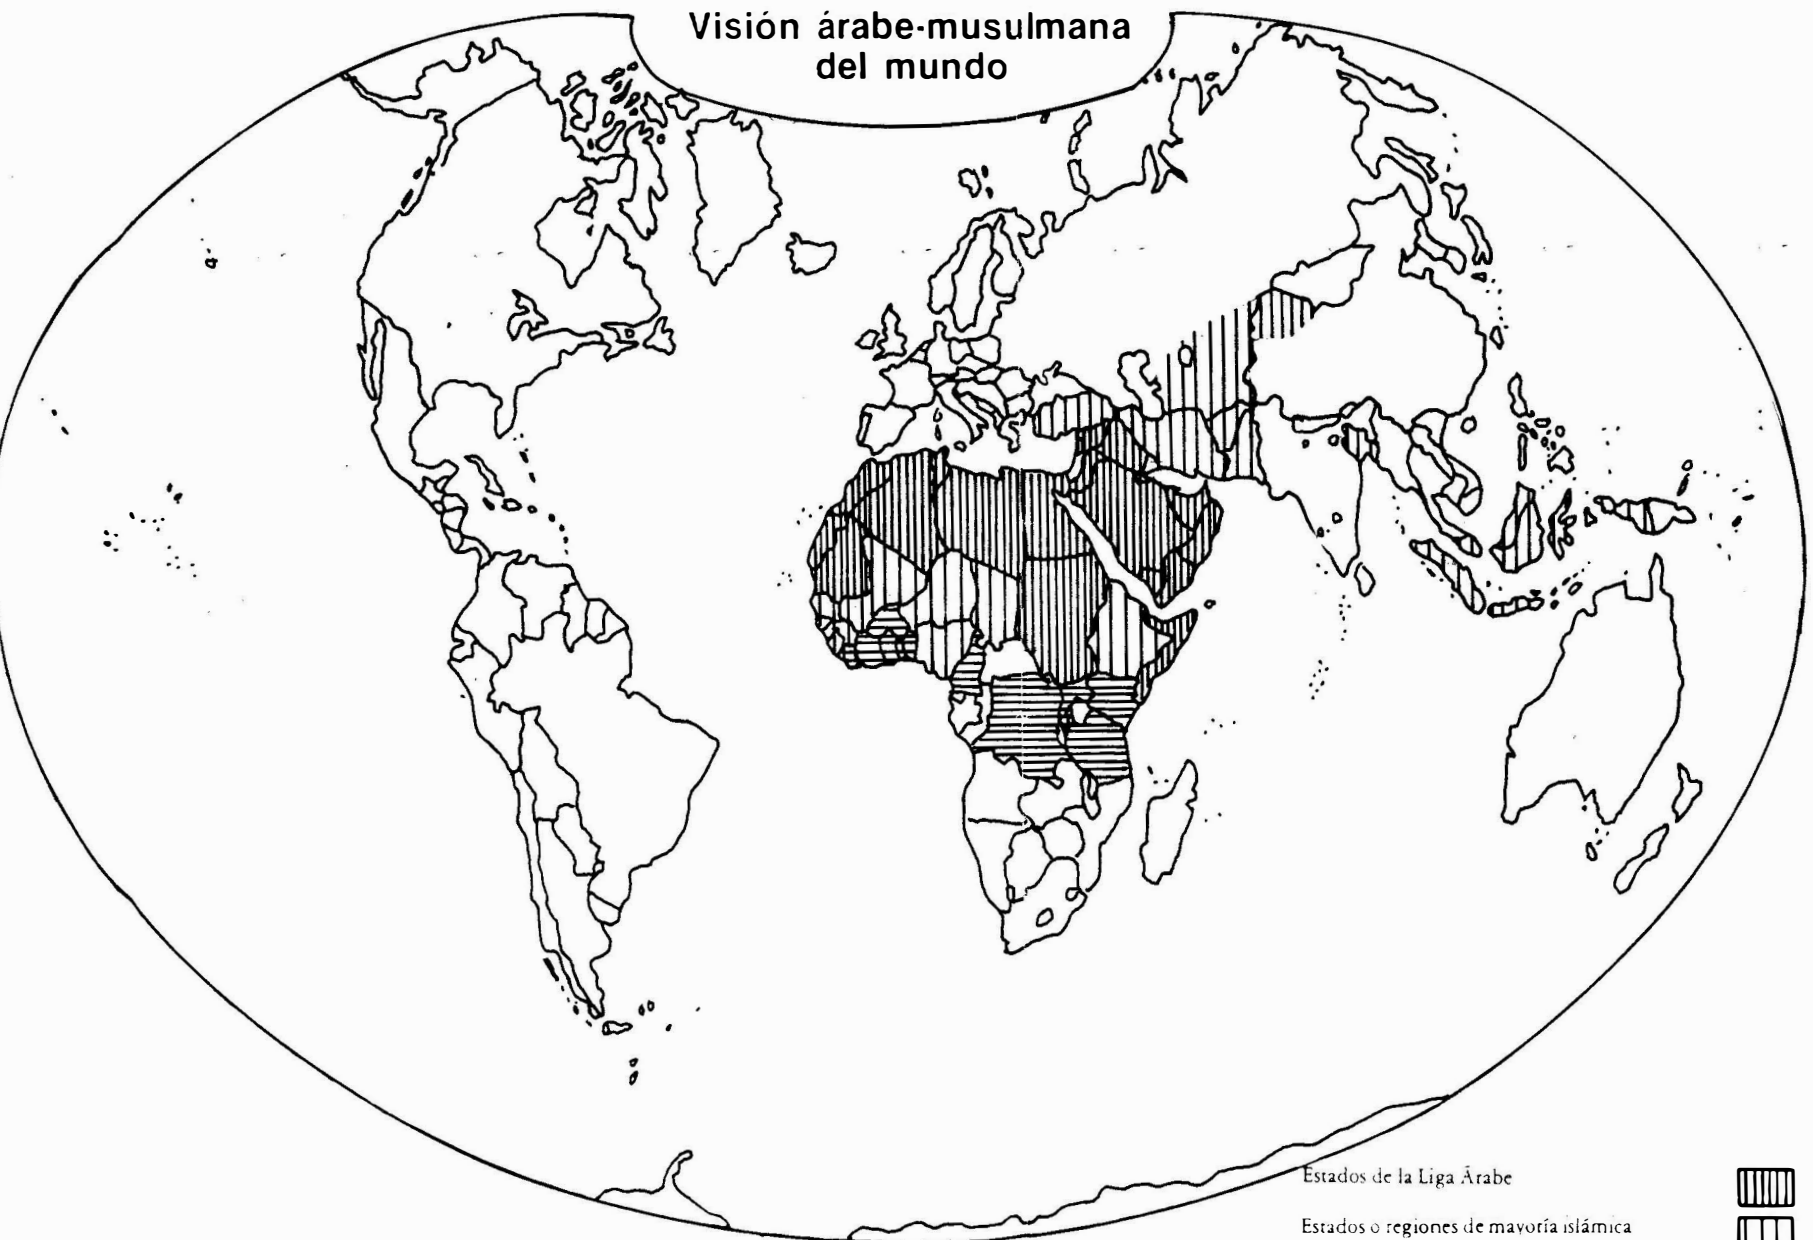 Visión árabe-musulmana
del mundo
Estados de la Liga Árabe
Estados o regiones de mayoría islámica